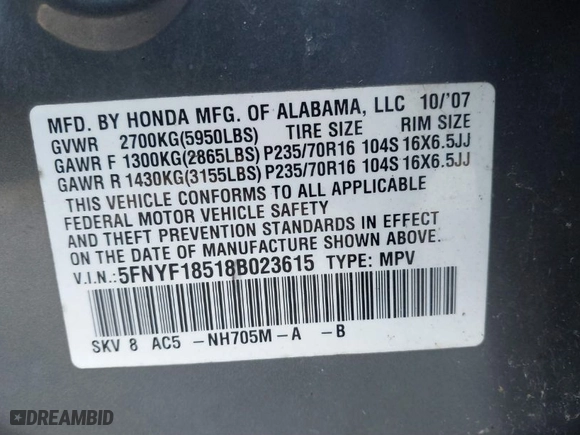 MFD. BY HONDA MFG. OF ALABAMA, LLC 10/'07
GVWR 2700KG(5950LBS) TIRE SIZE RIM SIZE
GAWR F 1300KG(2865LBS) P235/70R16 104S 16X6.5JJ
GAWR R 1430KG(3155LBS) P235/70R16 104S 16X6.5JJ
THIS VEHICLE CONFORMS TO ALL APPLICABLE
FEDERAL MOTOR VEHICLE SAFETY
AND THEFT PREVENTION STANDARDS IN EFFECT
ON THE DATE OF MANUFACTURE SHOWN ABOVE.
V.I.N.: 5FNYF18518B023615 TYPE: MPV
SKV 8 AC5 -NH705M-A -B
DREAMBID